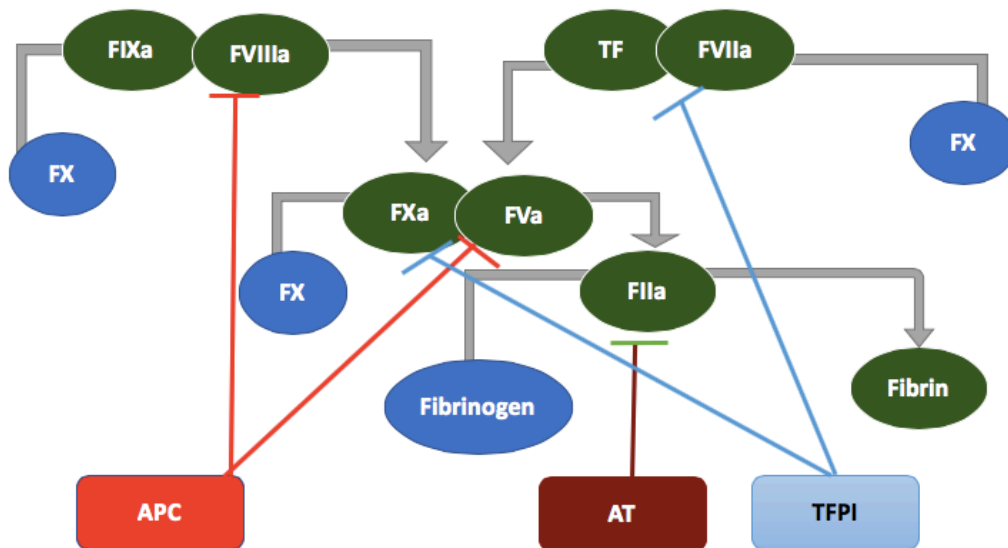 FIXa
FVIIIa
TF
FVIIa
FX
FX
FXa
FVa
FX
FIIa
Fibrinogen
Fibrin
APC
AT
TFPI